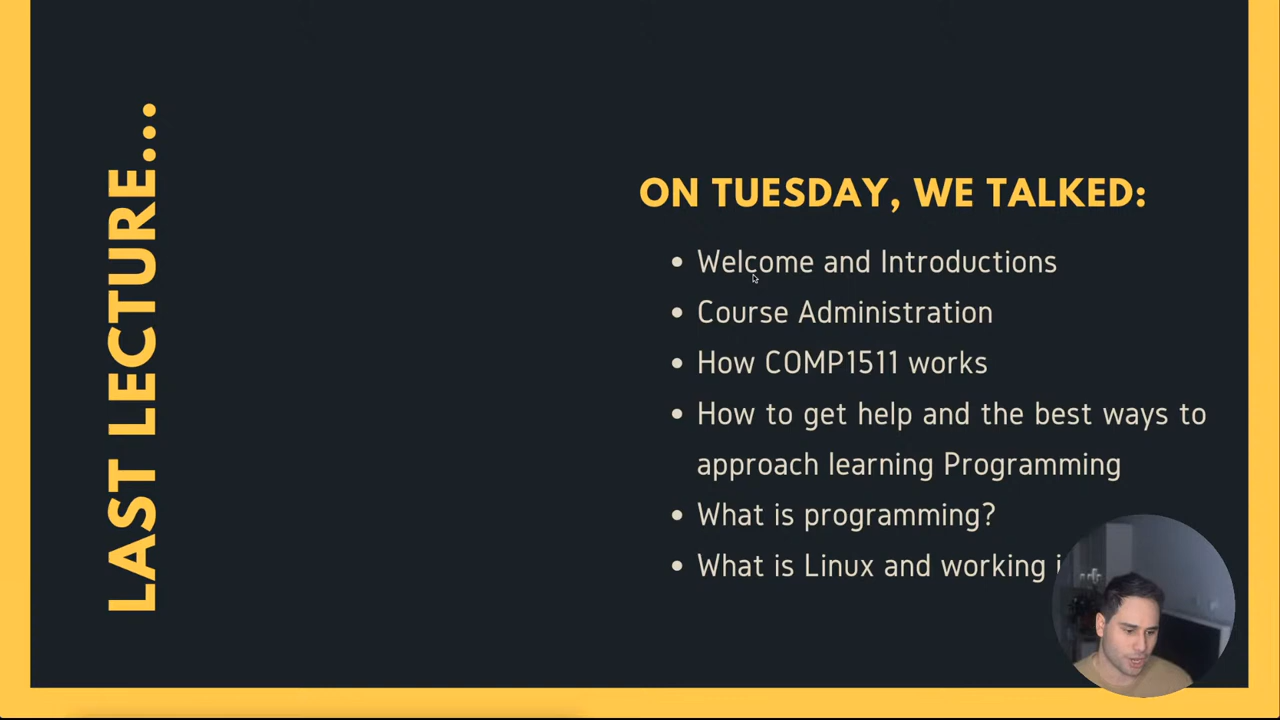 LAST LECTURE...
ON TUESDAY, WE TALKED:
• Welcome and Introductions
• Course Administration
• How COMP1511 works
• How to get help and the best ways to
approach learning Programming
• What is programming?
• What is Linux and working